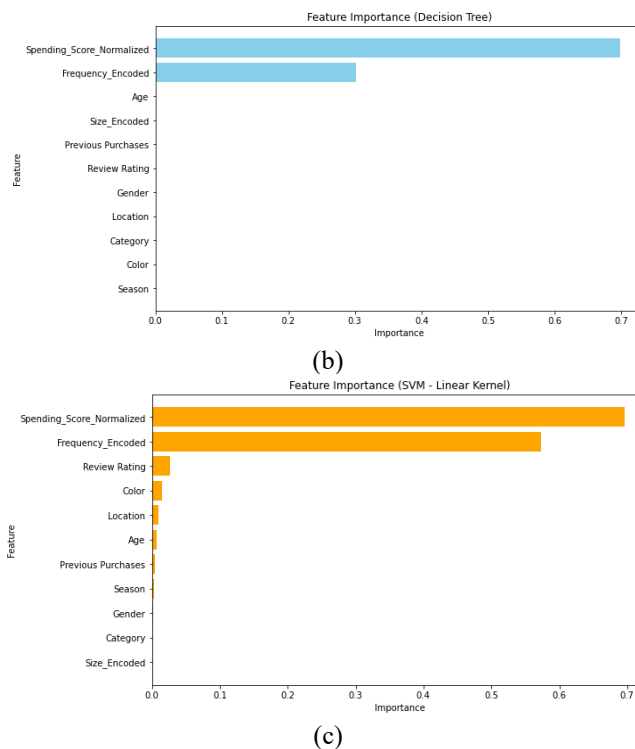 Feature Importance (Decision Tree)
Spending_Score_Normalized
Frequency_Encoded
Age
Size_Encoded
Previous Purchases
Review Rating
Gender
Location
Category
Color
Season
Feature
0.0 0.1 0.2 0.3 0.4 0.5 0.6 0.7
Importance
(b)
Feature Importance (SVM - Linear Kernel)
Spending_Score_Normalized
Frequency_Encoded
Review Rating
Color
Location
Age
Previous Purchases
Season
Gender
Category
Size_Encoded
Feature
0.0 0.1 0.2 0.3 0.4 0.5 0.6 0.7
Importance
(c)